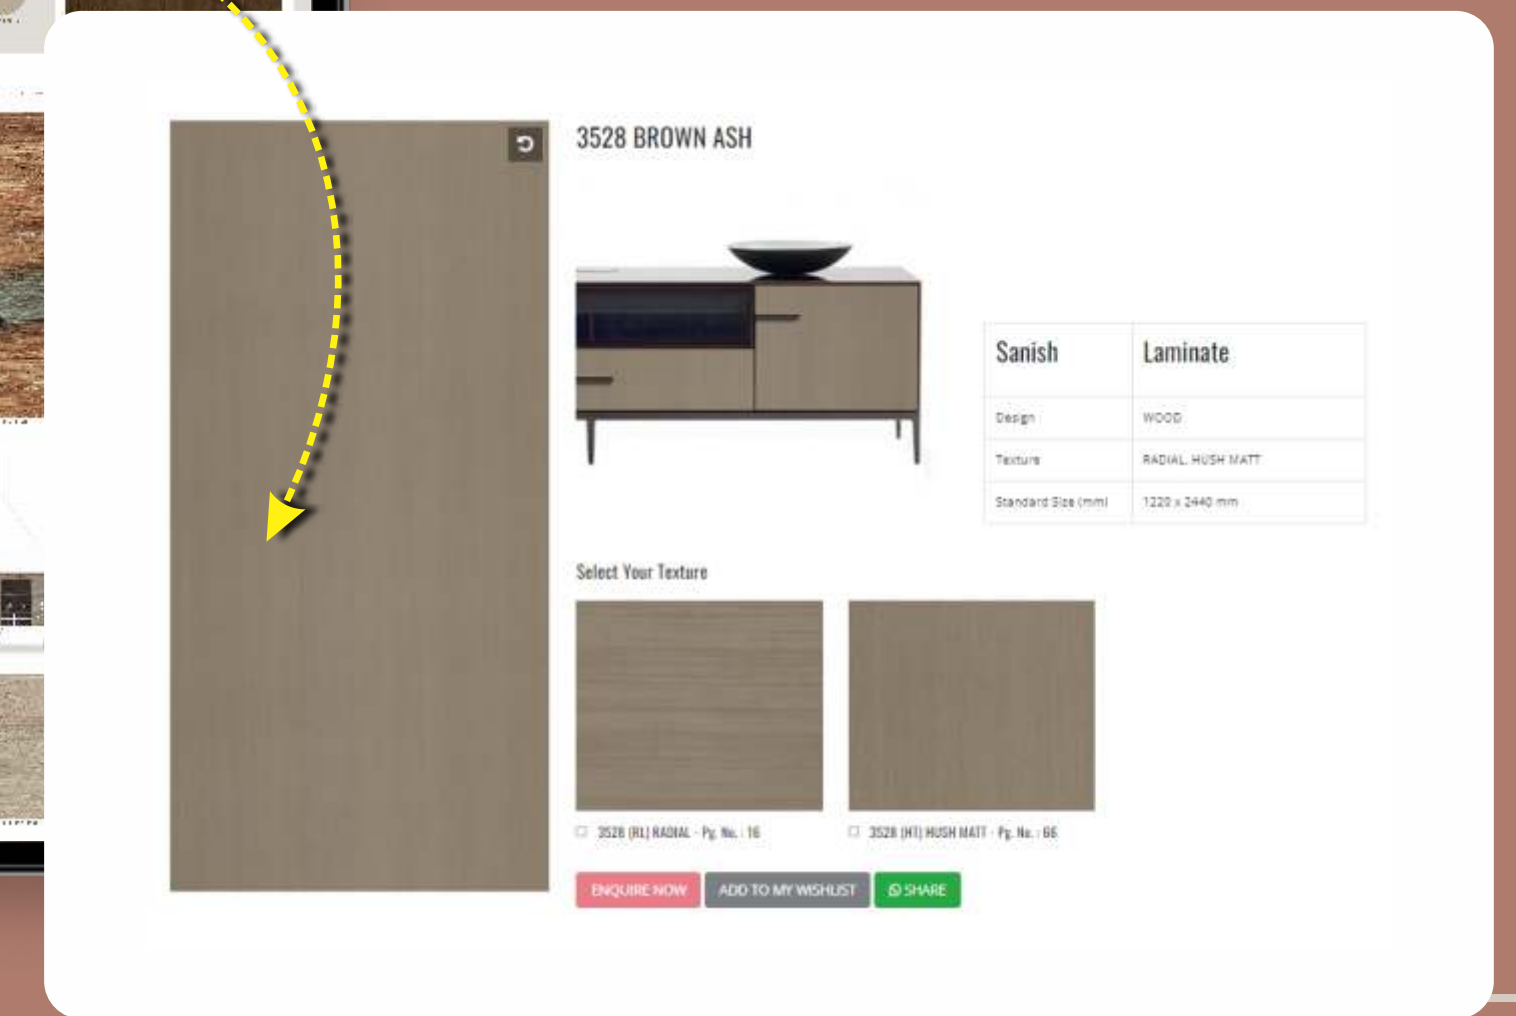 3528 BROWN ASH
Sanish Laminate
Design WOOD
Texture RADIAL, HUSH MATT
Standard Size (mm) 1220 x 2440 mm
Select Your Texture
3528 (RL) RADIAL - Pg. No. : 16
3528 (HT) HUSH MATT - Pg. No. : 66
ENQUIRE NOW
ADD TO MY WISHLIST
SHARE